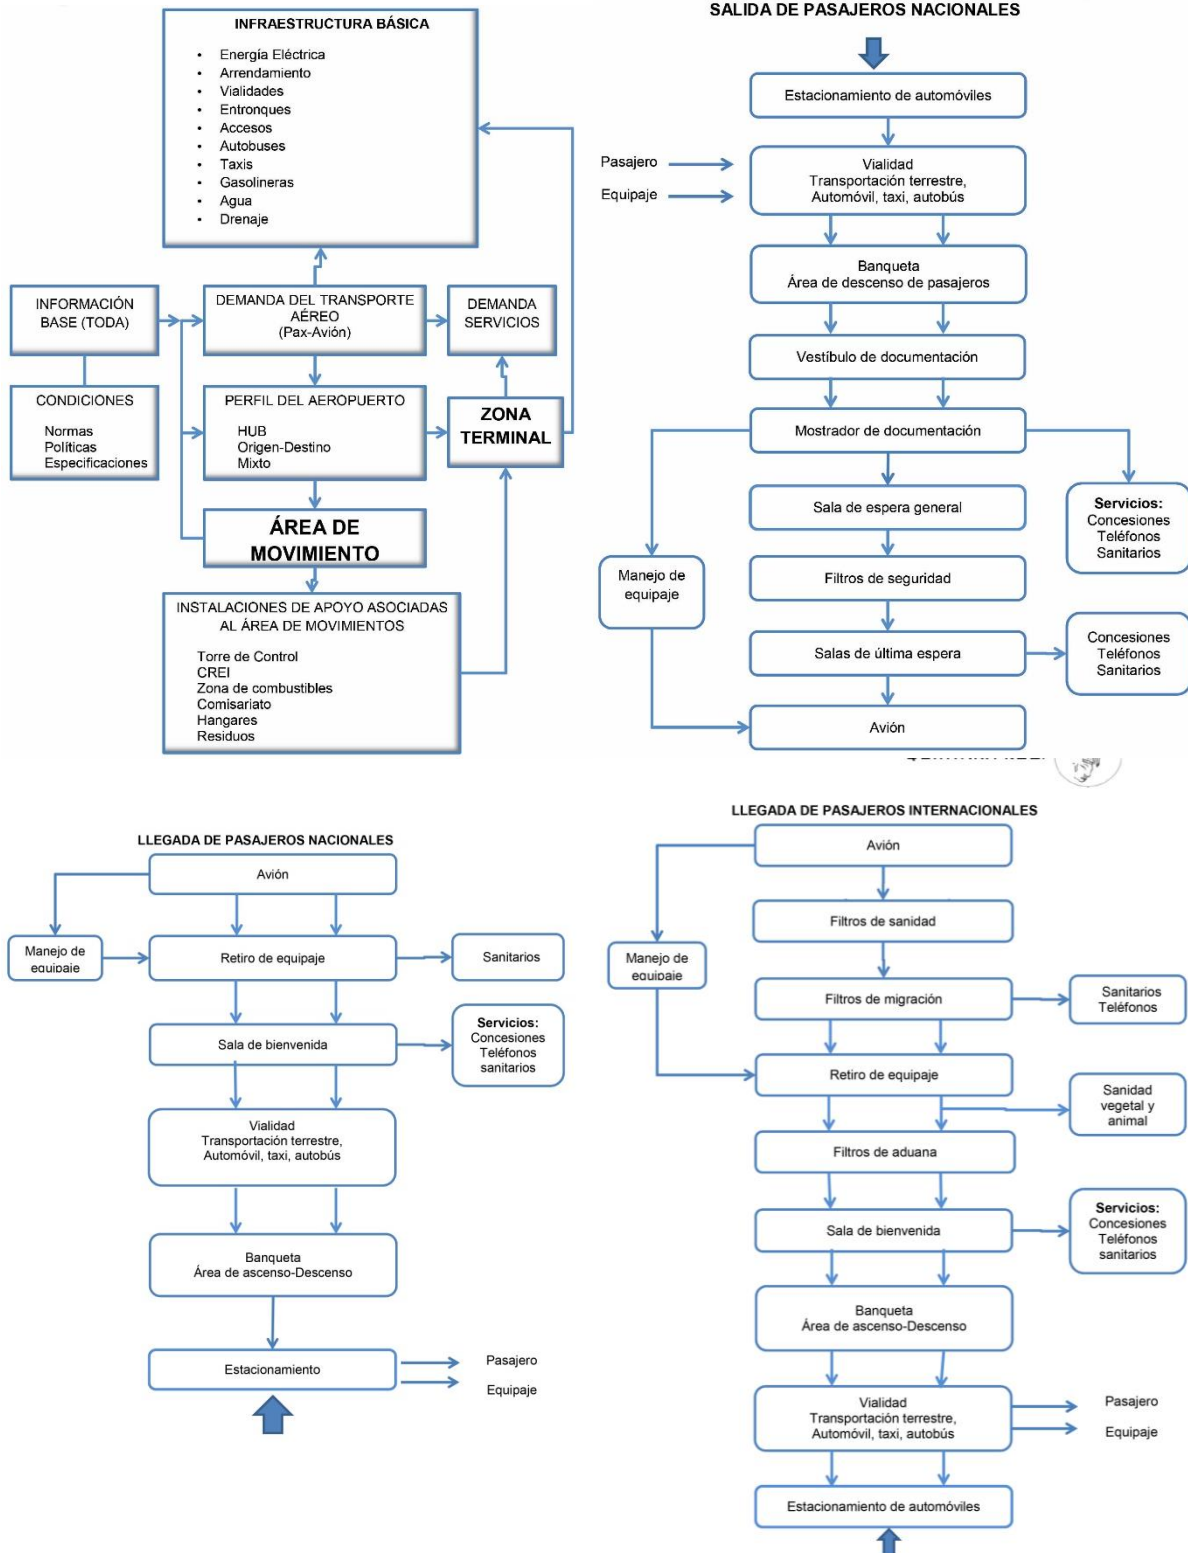 INFRAESTRUCTURA BÁSICA
• Energía Eléctrica
• Arrendamiento
• Vialidades
• Entronques
• Accesos
• Autobuses
• Taxis
• Gasolineras
• Agua
• Drenaje
INFORMACIÓN
BASE (TODA)
DEMANDA DEL TRANSPORTE
AÉREO
(Pax-Avión)
DEMANDA
SERVICIOS
CONDICIONES
Normas
Políticas
Especificaciones
PERFIL DEL AEROPUERTO
HUB
Origen-Destino
Mixto
ZONA
TERMINAL
ÁREA DE
MOVIMIENTO
INSTALACIONES DE APOYO ASOCIADAS
AL ÁREA DE MOVIMIENTOS
Torre de Control
CREI
Zona de combustibles
Comisariato
Hangares
Residuos
SALIDA DE PASAJEROS NACIONALES
Estacionamiento de automóviles
Pasajero
Equipaje
Vialidad
Transportación terrestre,
Automóvil, taxi, autobús
Banqueta
Área de descenso de pasajeros
Vestíbulo de documentación
Mostrador de documentación
Sala de espera general
Servicios:
Concesiones
Teléfonos
Sanitarios
Manejo de
equipaje
Filtros de seguridad
Salas de última espera
Concesiones
Teléfonos
Sanitarios
Avión
LLEGADA DE PASAJEROS NACIONALES
Avión
Manejo de
equipaje
Retiro de equipaje
Sanitarios
Sala de bienvenida
Servicios:
Concesiones
Teléfonos
sanitarios
Vialidad
Transportación terrestre,
Automóvil, taxi, autobús
Banqueta
Área de ascenso-Descenso
Estacionamiento
Pasajero
Equipaje
LLEGADA DE PASAJEROS INTERNACIONALES
Avión
Filtros de sanidad
Manejo de
equipaje
Filtros de migración
Sanitarios
Teléfonos
Retiro de equipaje
Sanidad
vegetal y
animal
Filtros de aduana
Sala de bienvenida
Servicios:
Concesiones
Teléfonos
sanitarios
Banqueta
Área de ascenso-Descenso
Vialidad
Transportación terrestre,
Automóvil, taxi, autobús
Pasajero
Equipaje
Estacionamiento de automóviles